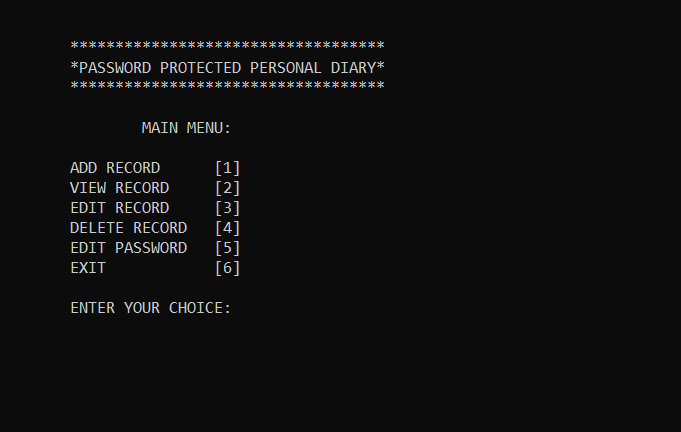 ***********************************
*PASSWORD PROTECTED PERSONAL DIARY*
***********************************
MAIN MENU:
ADD RECORD [1]
VIEW RECORD [2]
EDIT RECORD [3]
DELETE RECORD [4]
EDIT PASSWORD [5]
EXIT [6]
ENTER YOUR CHOICE: